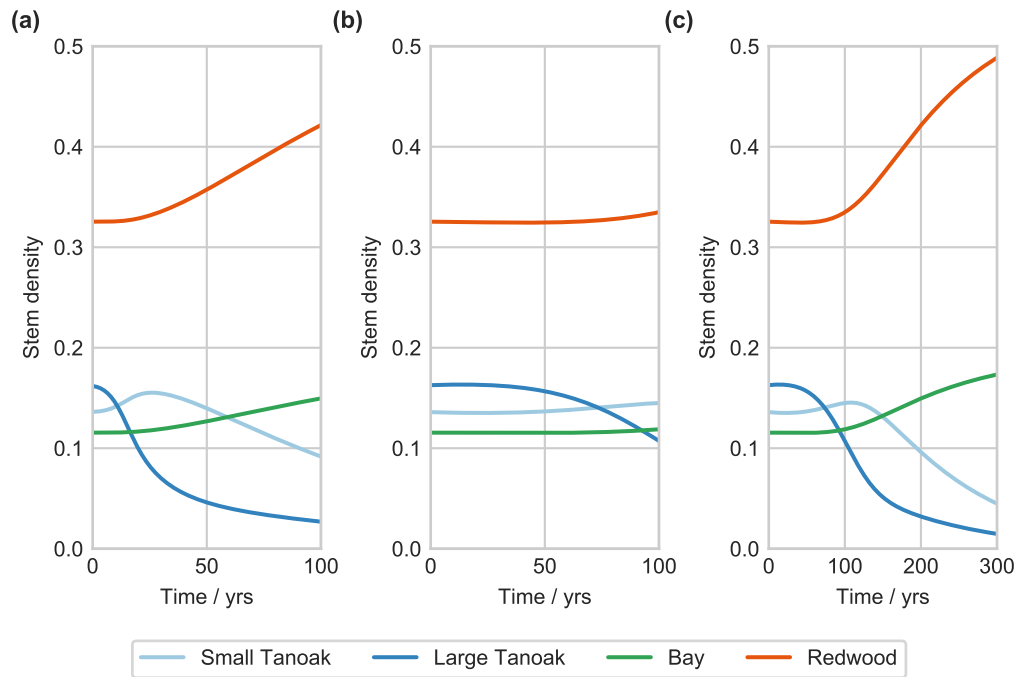 (a) (b) (c)
0.5 0.5 0.5
0.4 0.4 0.4
0.3 0.3 0.3
0.2 0.2 0.2
0.1 0.1 0.1
0.0 0.0 0.0
Stem density Stem density Stem density
0 50 100 0 50 100 0 100 200 300
Time / yrs Time / yrs Time / yrs
Small Tanoak Large Tanoak Bay Redwood